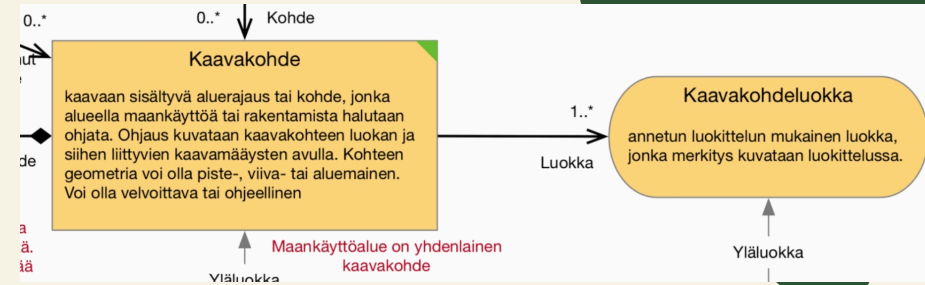 0..*
0..*
Kohde
Kaavakohde
kaavaan sisältyvä aluerajaus tai kohde, jonka
alueella maankäyttöä tai rakentamista halutaan
ohjata. Ohjaus kuvataan kaavakohteen luokan ja
siihen liittyvien kaavamääysten avulla. Kohteen
geometria voi olla piste-, viiva- tai aluemainen.
Voi olla velvoittava tai ohjeellinen
1..*
Luokka
Kaavakohdeluokka
annetun luokittelun mukainen luokka,
jonka merkitys kuvataan luokittelussa.
Maankäyttöalue on yhdenlainen
kaavakohde
Yläluokka
Yläluokka